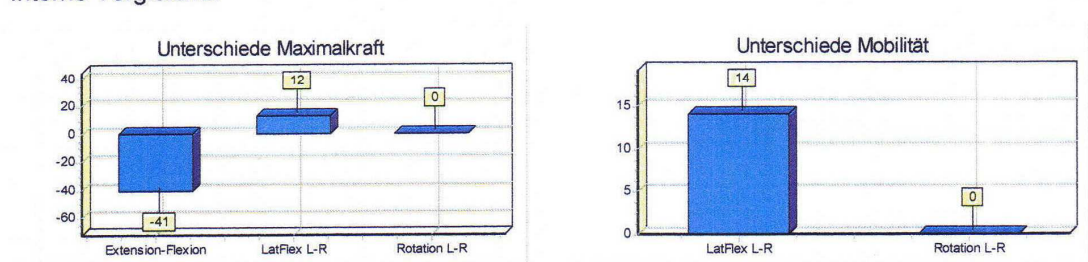 Unterschiede Maximalkraft
40
20
0
-20
-40
-60
-41
12
0
Extension-Flexion
LatFlex L-R
Rotation L-R
Unterschiede Mobilität
15
10
5
0
14
0
LatFlex L-R
Rotation L-R